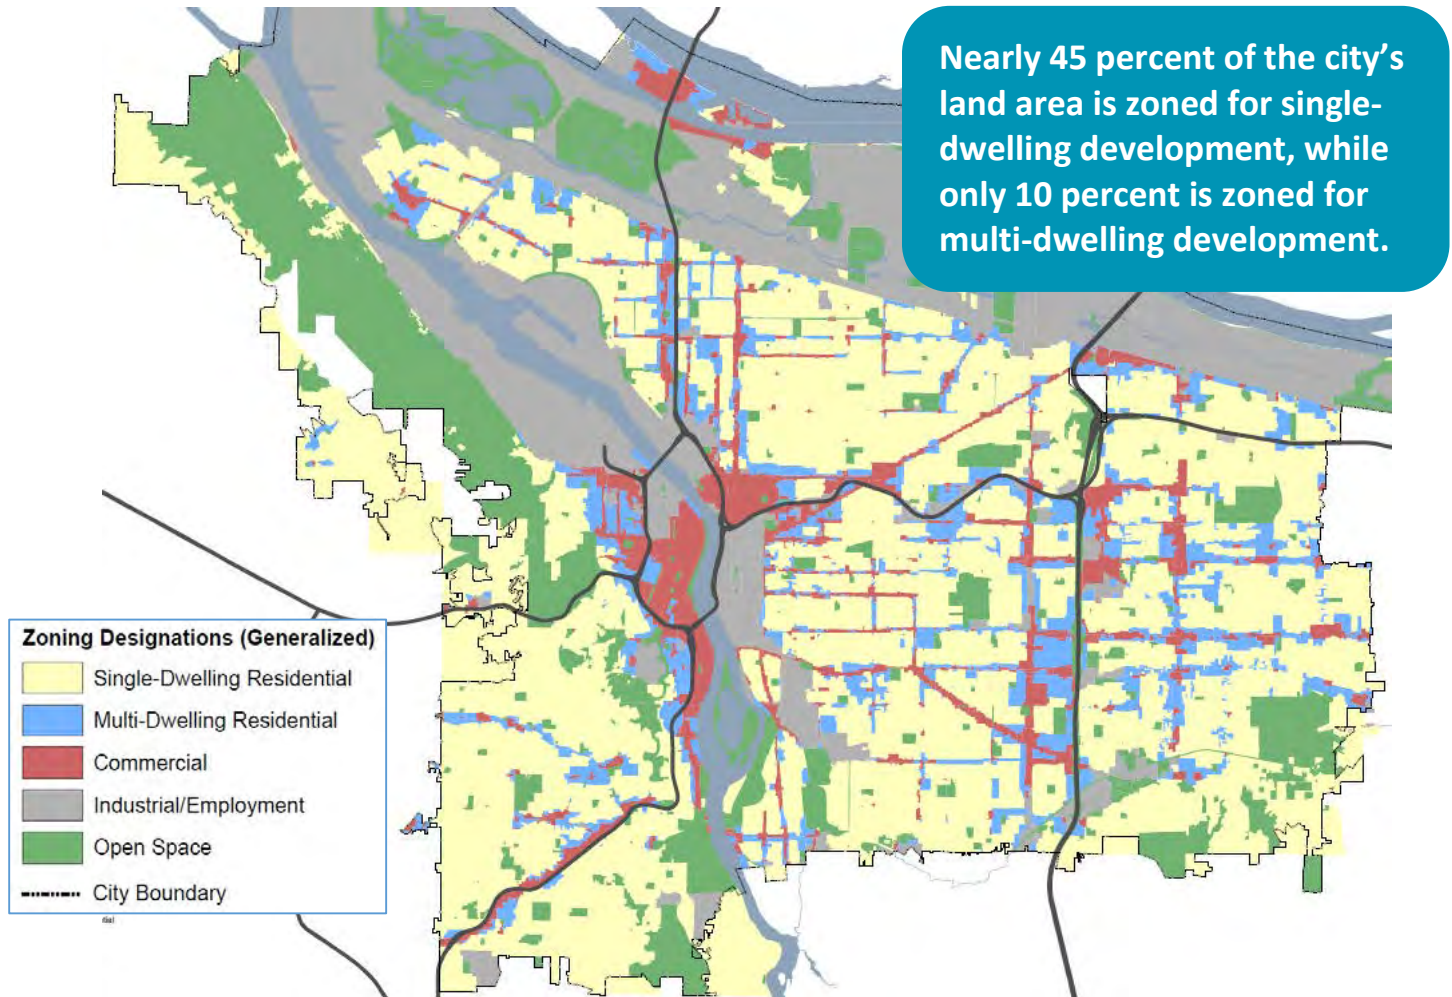 Nearly 45 percent of the city’s
land area is zoned for single-
dwelling development, while
only 10 percent is zoned for
multi-dwelling development.
Zoning Designations (Generalized)
Single-Dwelling Residential
Multi-Dwelling Residential
Commercial
Industrial/Employment
Open Space
City Boundary